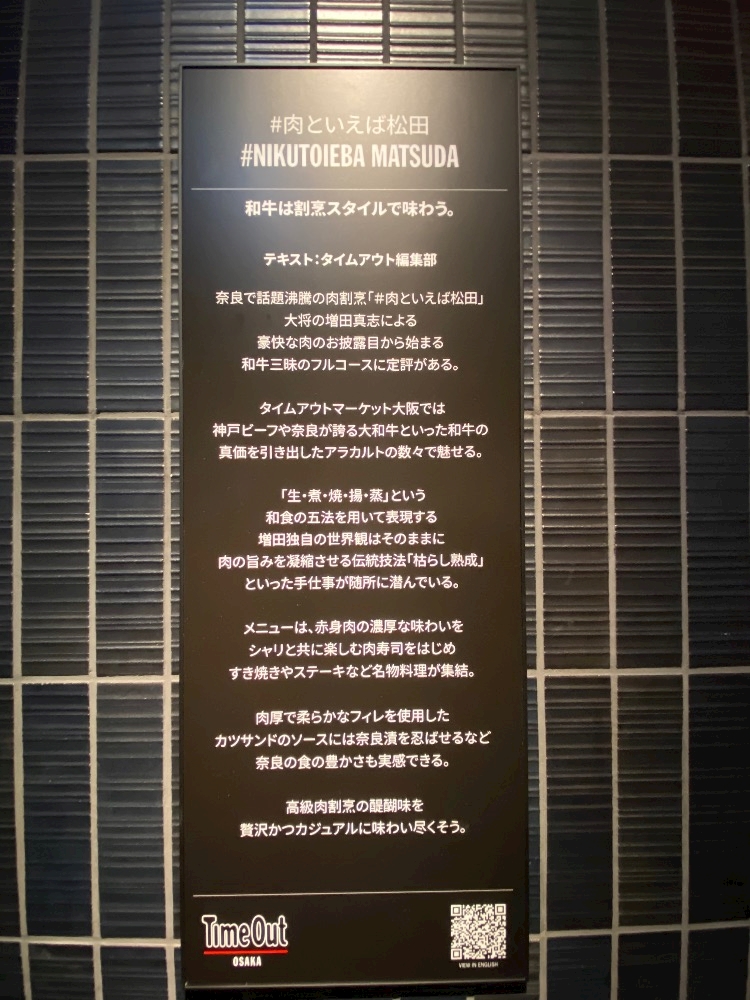 #肉といえば松田
#NIKUTOIEBA MATSUDA
和牛は割烹スタイルで味わう。
テキスト:タイムアウト編集部
奈良で話題沸騰の肉割烹「#肉といえば松田」
大将の増田真志による
豪快な肉のお披露目から始まる
和牛三昧のフルコースに定評がある。
タイムアウトマーケット大阪では
神戸ビーフや奈良が誇る大和牛といった和牛の
真価を引き出したアラカルトの数々で魅せる。
「生・煮・焼・揚・蒸」という
和食の五法を用いて表現する
増田独自の世界観はそのままに
肉の旨みを凝縮させる伝統技法「枯らし熟成」
といった手仕事が随所に潜んでいる。
メニューは、赤身肉の濃厚な味わいを
シャリと共に楽しむ肉寿司をはじめ
すき焼きやステーキなど名物料理が集結。
肉厚で柔らかなフィレを使用した
カツサンドのソースには奈良漬を忍ばせるなど
奈良の食の豊かさも実感できる。
高級肉割烹の醍醐味を
贅沢かつカジュアルに味わい尽くそう。
Time Out
OSAKA
VIEW IN ENGLISH